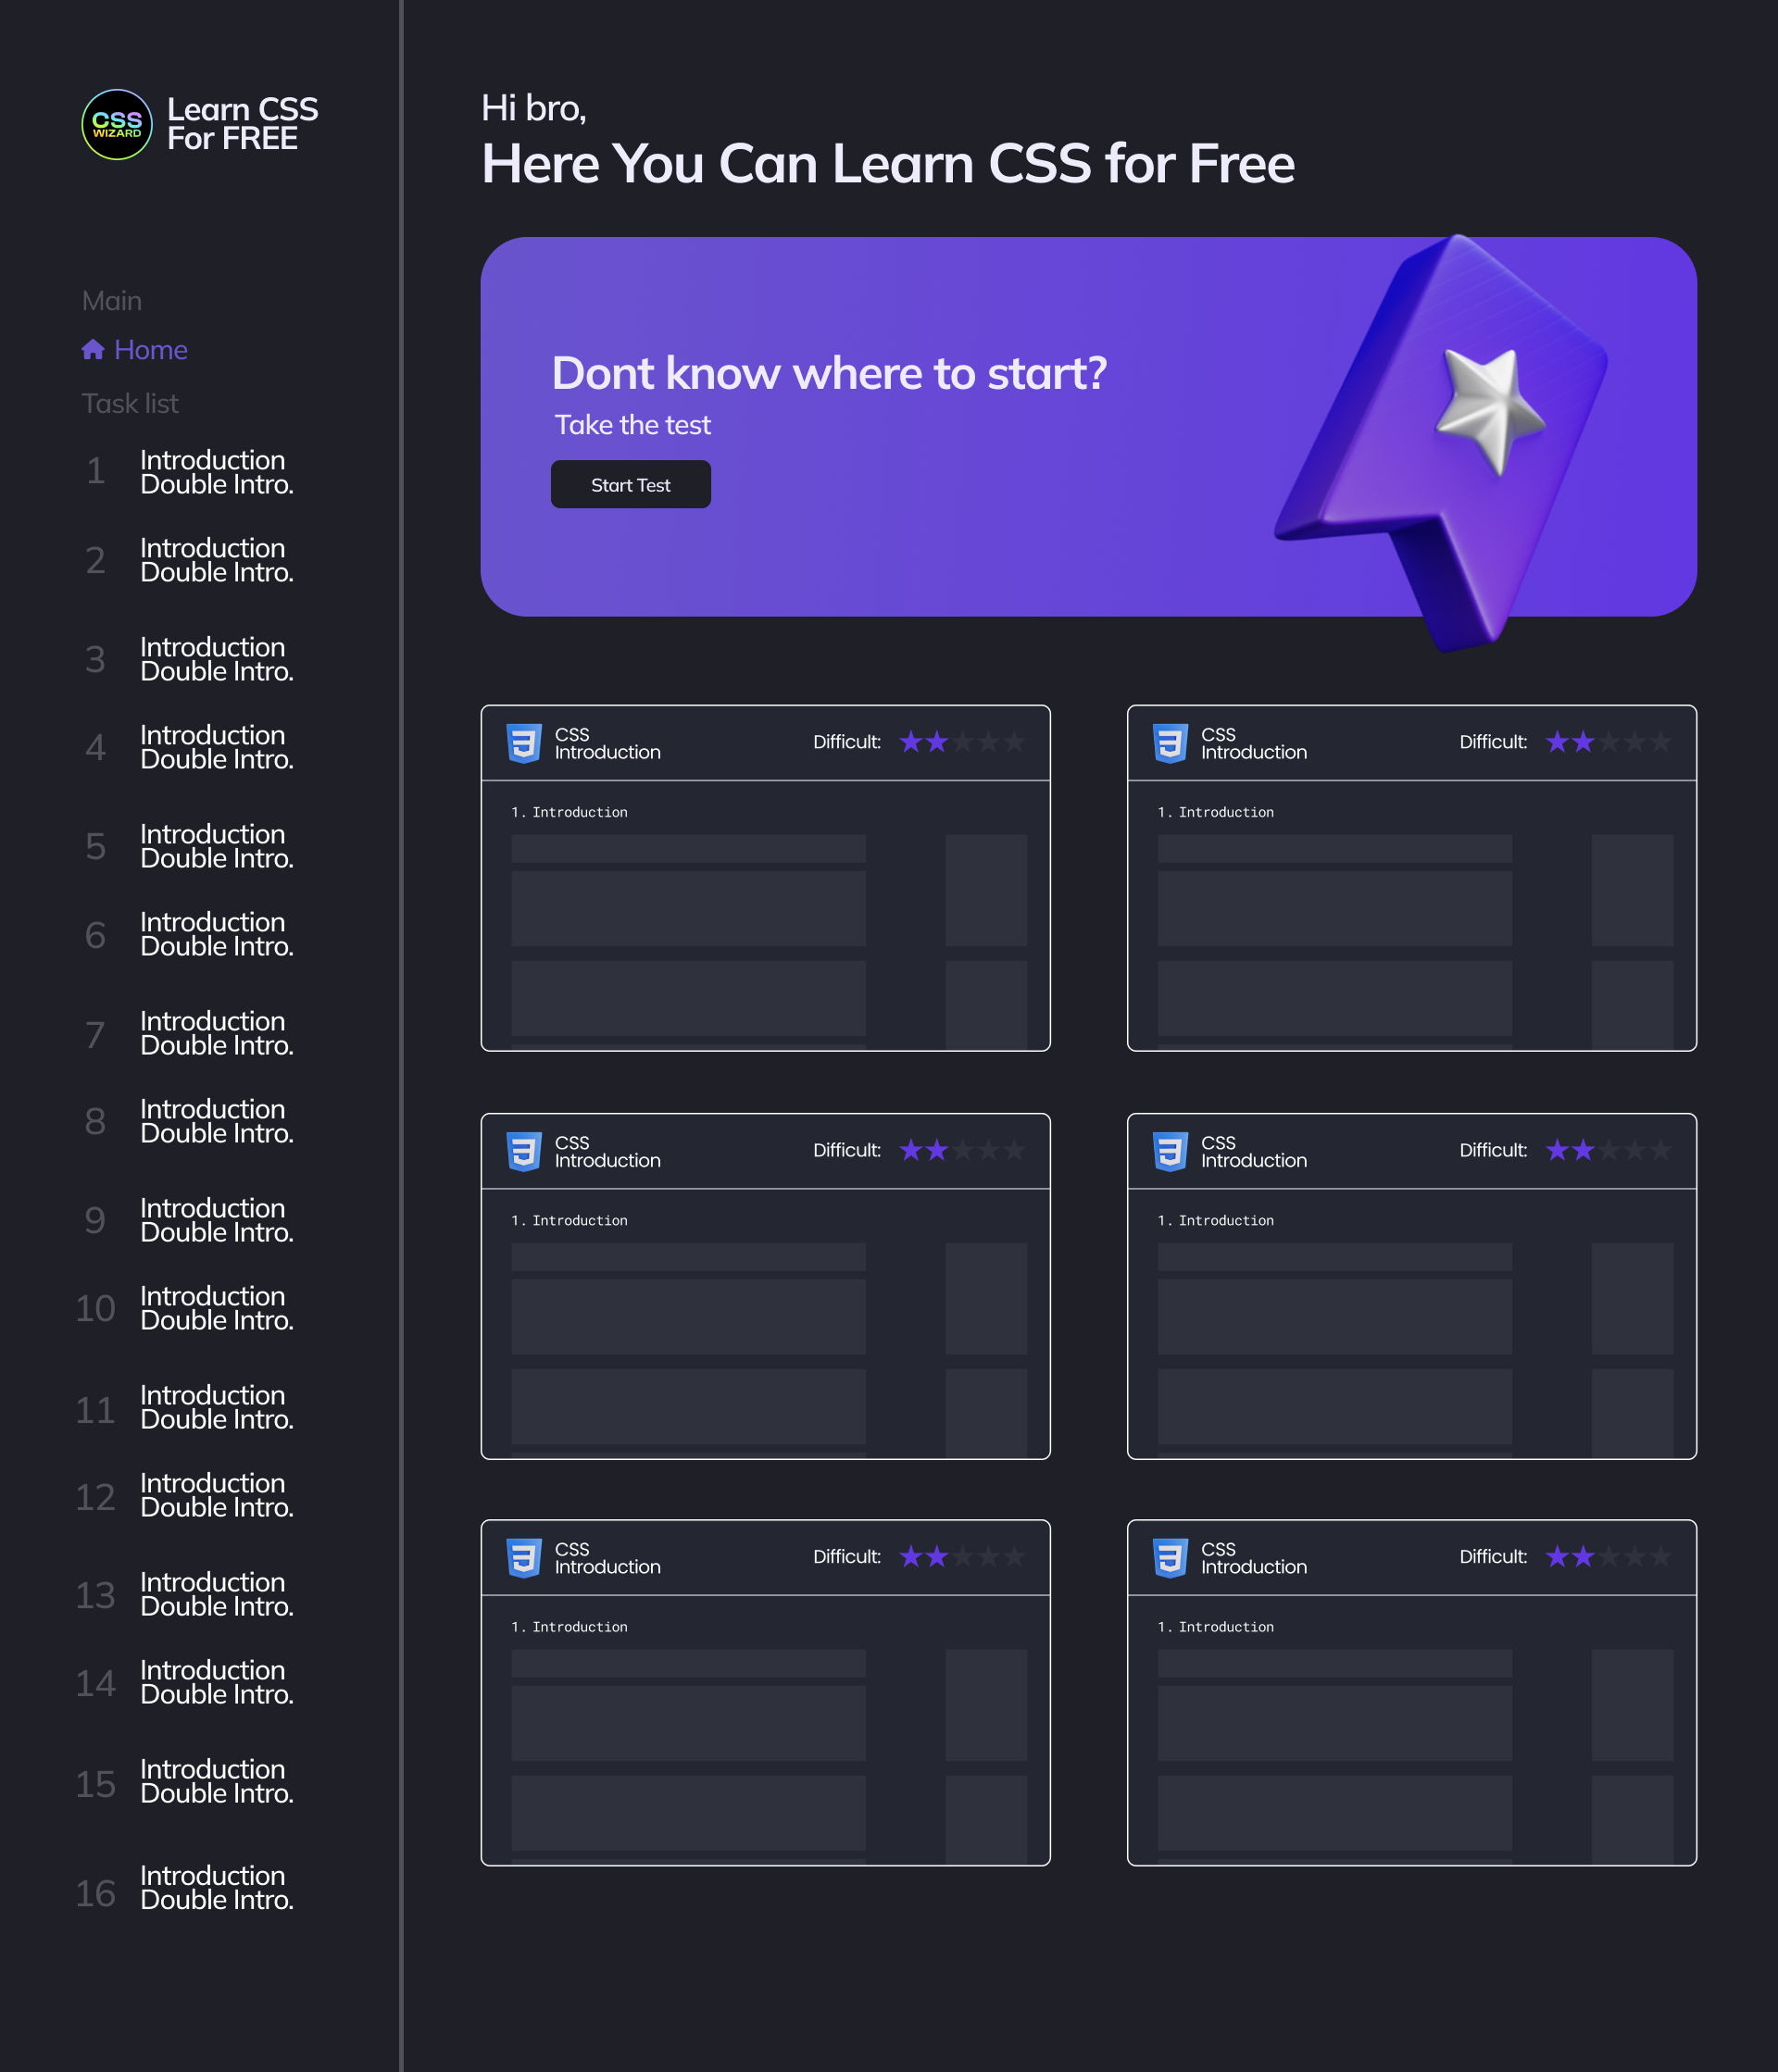 CSS
WIZARD
Learn CSS
For FREE
Main
Home
Task list
1
Introduction
Double Intro.
2
Introduction
Double Intro.
3
Introduction
Double Intro.
4
Introduction
Double Intro.
5
Introduction
Double Intro.
6
Introduction
Double Intro.
7
Introduction
Double Intro.
8
Introduction
Double Intro.
9
Introduction
Double Intro.
10
Introduction
Double Intro.
11
Introduction
Double Intro.
12
Introduction
Double Intro.
13
Introduction
Double Intro.
14
Introduction
Double Intro.
15
Introduction
Double Intro.
16
Introduction
Double Intro.
Hi bro,
Here You Can Learn CSS for Free
Dont know where to start?
Take the test
Start Test
CSS
Introduction
Difficult:
1. Introduction
CSS
Introduction
Difficult:
1. Introduction
CSS
Introduction
Difficult:
1. Introduction
CSS
Introduction
Difficult:
1. Introduction
CSS
Introduction
Difficult:
1. Introduction
CSS
Introduction
Difficult:
1. Introduction